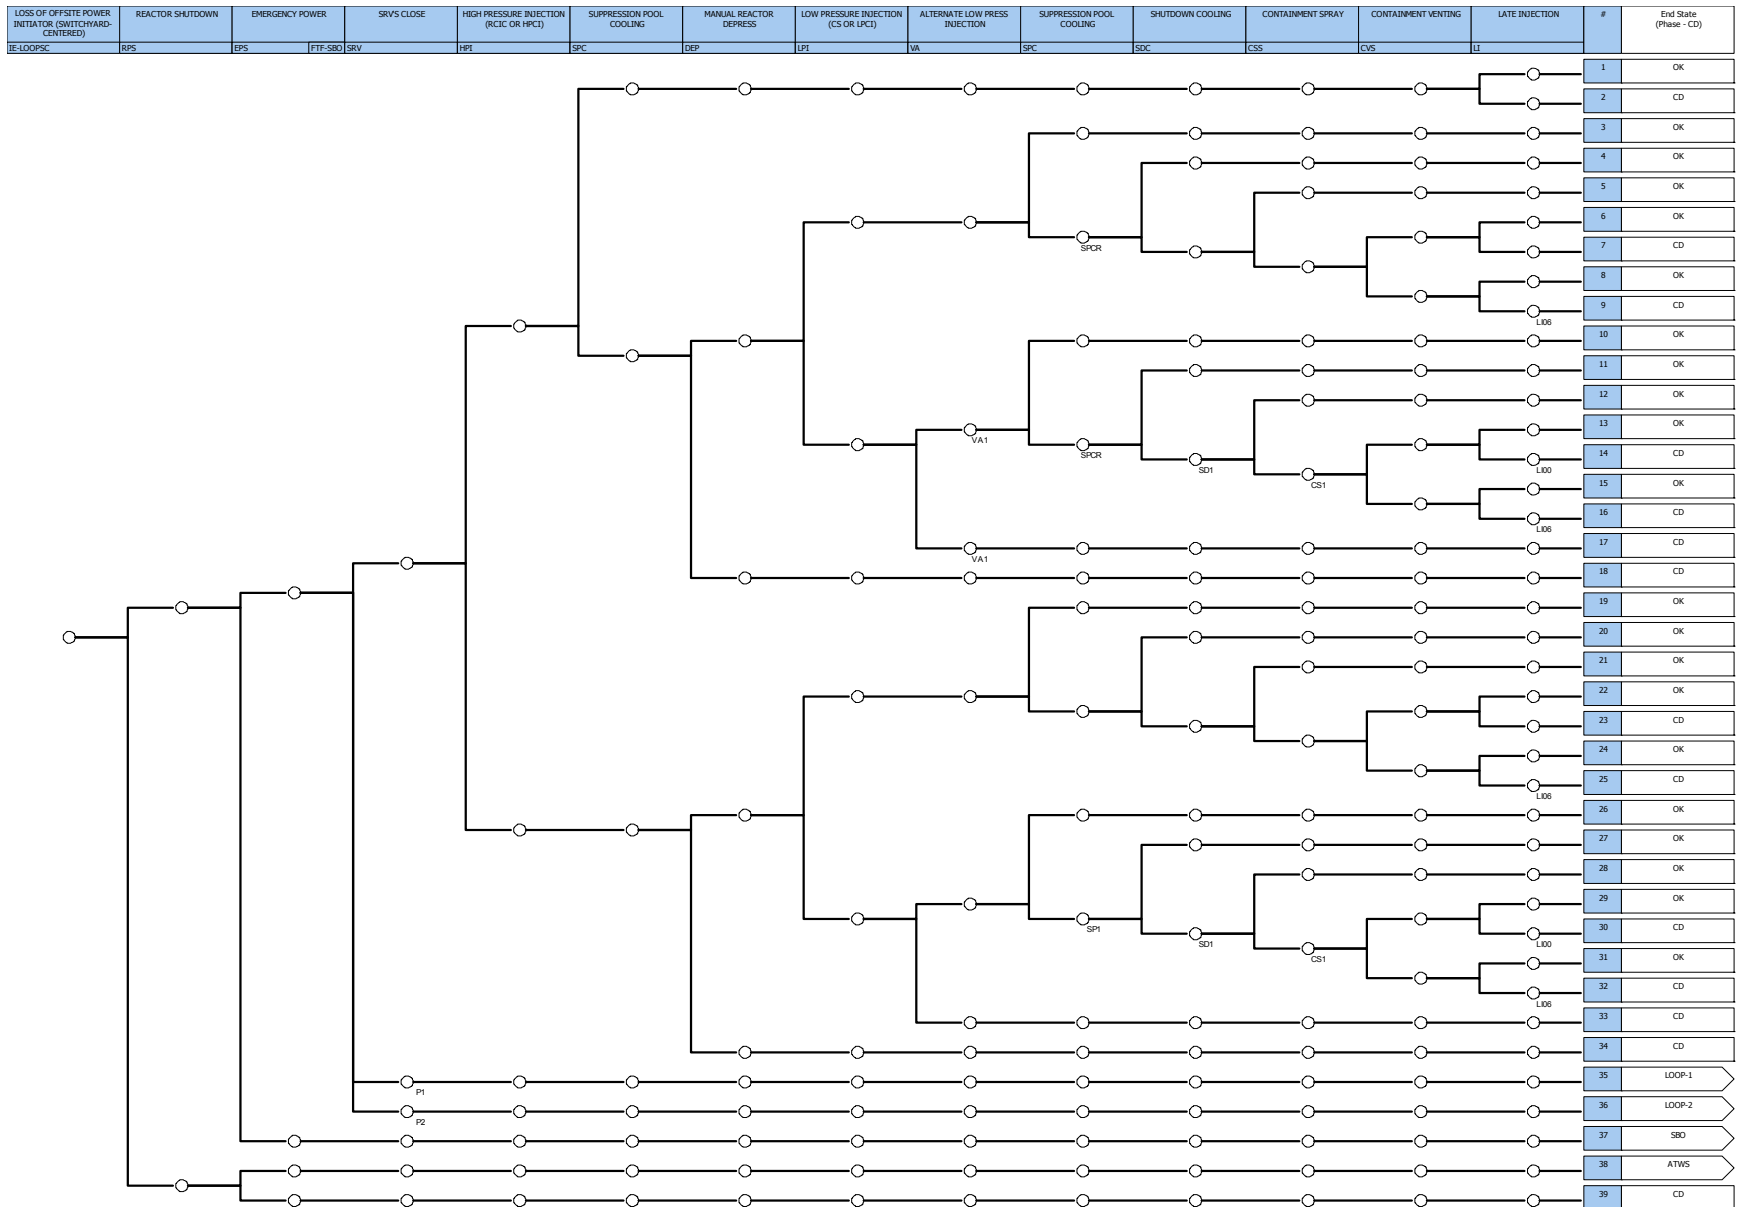 LOSS OF OFFSITE POWER
INITIATOR (SWITCHYARD-
CENTERED)
REACTOR SHUTDOWN
EMERGENCY POWER
SRVS CLOSE
HIGH PRESSURE INJECTION
(RCIC OR HPCI)
SUPPRESSION POOL
COOLING
MANUAL REACTOR
DEPRESS
LOW PRESSURE INJECTION
(CS OR LPCI)
ALTERNATE LOW PRESS
INJECTION
SUPPRESSION POOL
COOLING
SHUTDOWN COOLING
CONTAINMENT SPRAY
CONTAINMENT VENTING
LATE INJECTION
#
End State
(Phase - CD)
IE-LOOPSC
RPS
EPS
FTF-SBO
SRV
HPI
SPC
DEP
LPI
VA
SPC
SDC
CSS
CVS
LI
1 OK
2 CD
3 OK
4 OK
5 OK
6 OK
SPCR
7 CD
8 OK
9 CD
LI06
10 OK
11 OK
12 OK
13 OK
VA1
SPCR
14 CD
SD1
LI00
CS1
15 OK
16 CD
LI06
17 CD
VA1
18 CD
19 OK
20 OK
21 OK
22 OK
23 CD
24 OK
25 CD
LI06
26 OK
27 OK
28 OK
29 OK
SP1
30 CD
SD1
LI00
CS1
31 OK
32 CD
LI06
33 CD
34 CD
35 LOOP-1
P1
36 LOOP-2
P2
37 SBO
38 ATWS
39 CD